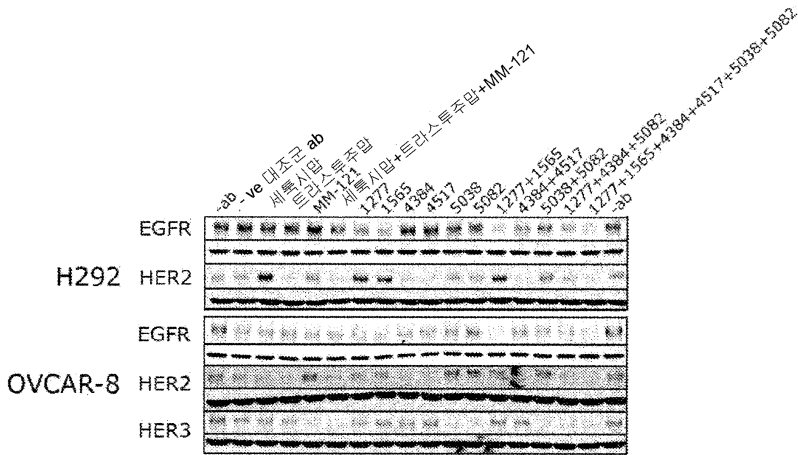 -ab
- ve 대조군 ab
세툭시맙
트라스투주맙
MM-121
세툭시맙+트라스투주맙+MM-121
1277
1565
4384
4517
5038
5082
1277+1565
4384+4517
5038+5082
1277+4384+5082
1277+1565+4384+4517+5038+5082
-ab
EGFR
H292 HER2
EGFR
OVCAR-8 HER2
HER3